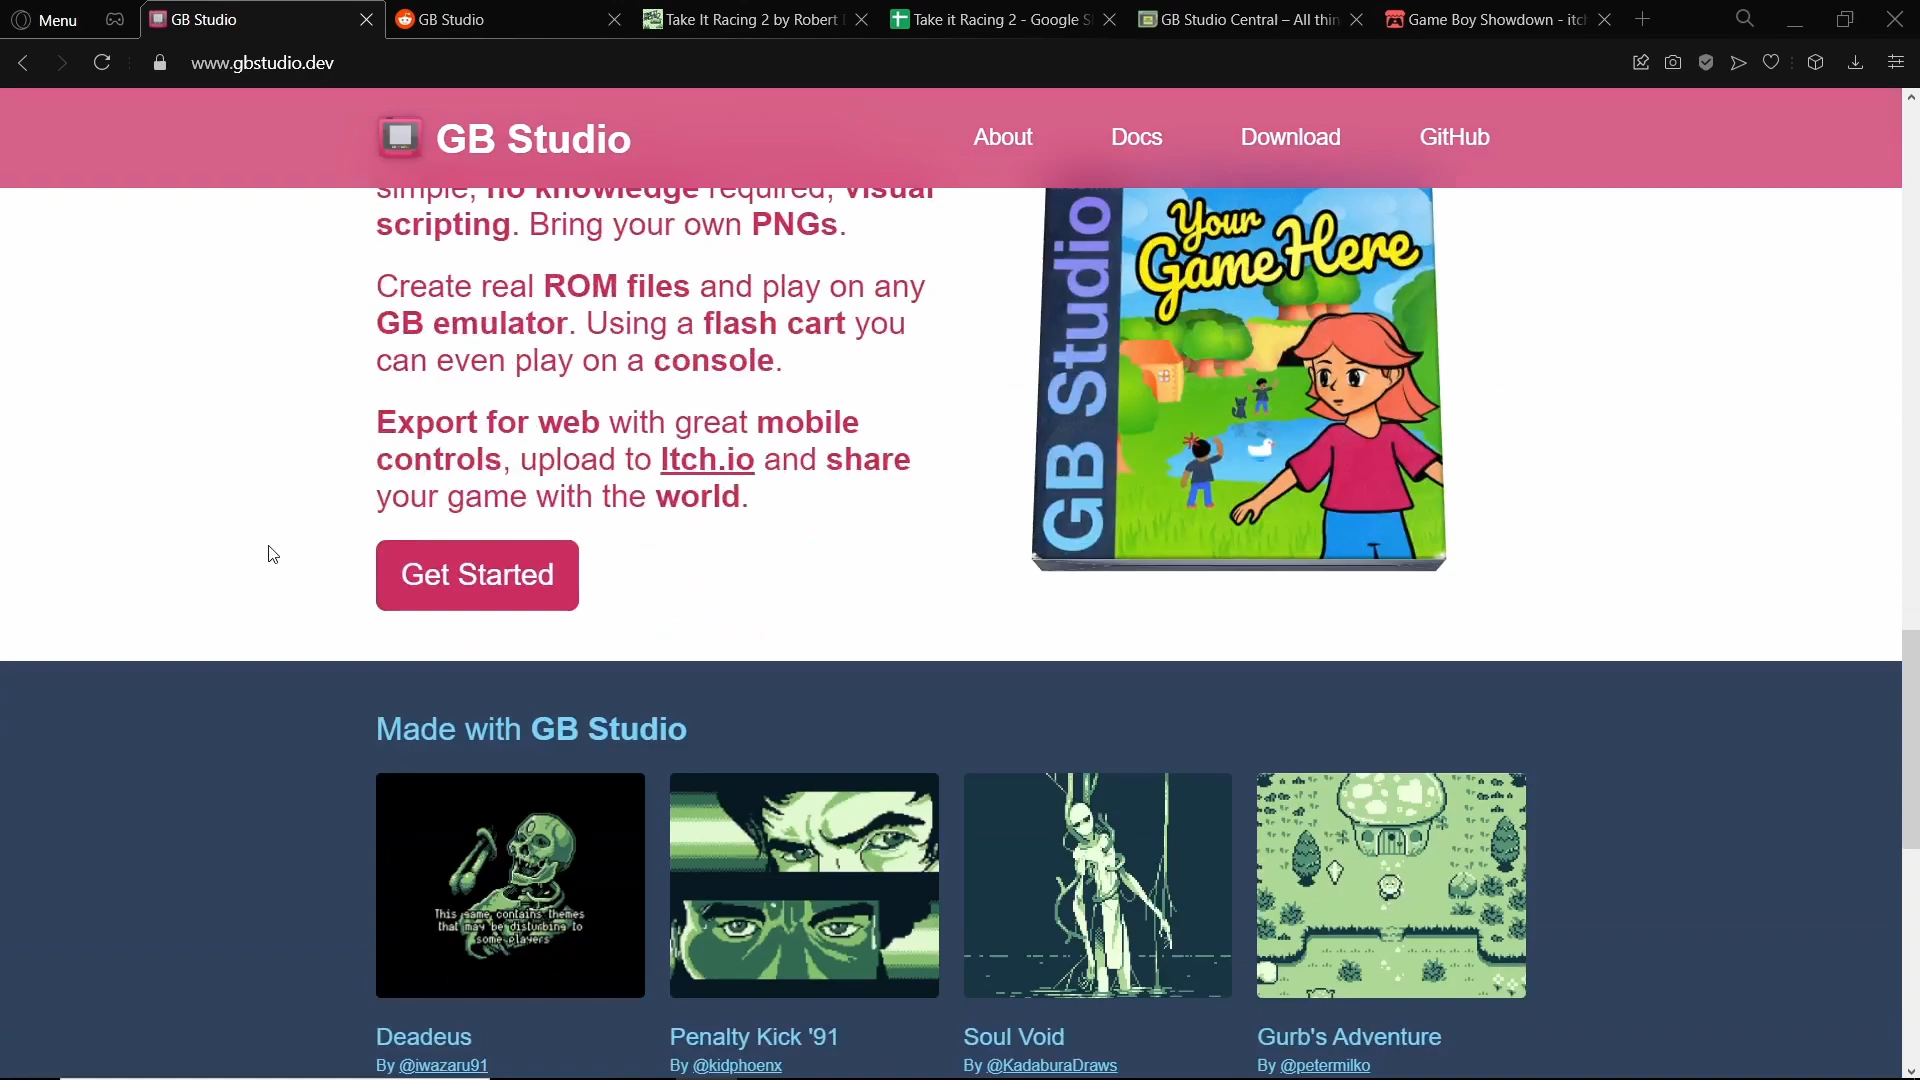 Menu
GB Studio
GB Studio
Take It Racing 2 by Robert
Take it Racing 2 - Google S
GB Studio Central – All thin
Game Boy Showdown - itc
www.gbstudio.dev
GB Studio
About
Docs
Download
GitHub
simple, no knowledge required, visual
scripting. Bring your own PNGs.
Create real ROM files and play on any
GB emulator. Using a flash cart you
can even play on a console.
Export for web with great mobile
controls, upload to Itch.io and share
your game with the world.
Get Started
GB Studio
Your
Game Here
Made with GB Studio
This game contains themes
that may be disturbing to
some players
Deadeus
By @iwazaru91
Penalty Kick '91
By @kidphoenx
Soul Void
By @KadaburaDraws
Gurb's Adventure
By @petermilko